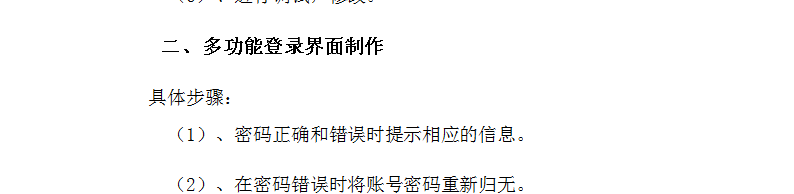 二、多功能登录界面制作
具体步骤：
（1）、密码正确和错误时提示相应的信息。
（2）、在密码错误时将账号密码重新归无。